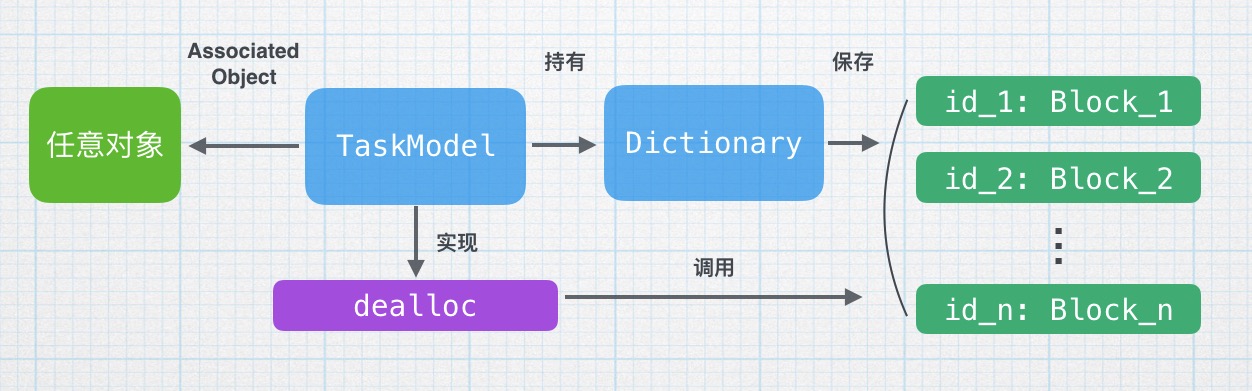 Associated
Object
持有
保存
任意对象
TaskModel
Dictionary
id_1: Block_1
id_2: Block_2
⋮
id_n: Block_n
实现
调用
dealloc